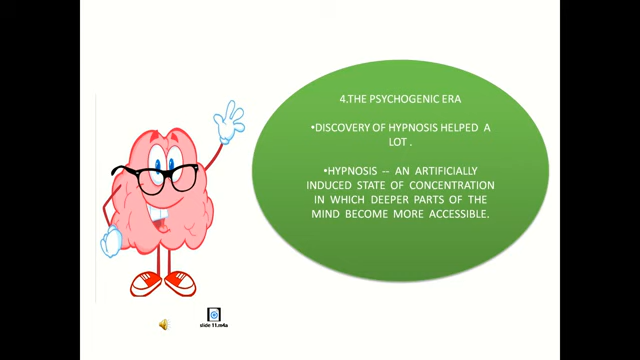 4.THE PSYCHOGENIC ERA
•DISCOVERY OF HYPNOSIS HELPED A
LOT .
•HYPNOSIS -- AN ARTIFICIALLY
INDUCED STATE OF CONCENTRATION
IN WHICH DEEPER PARTS OF THE
MIND BECOME MORE ACCESSIBLE.
slide 11.m4a